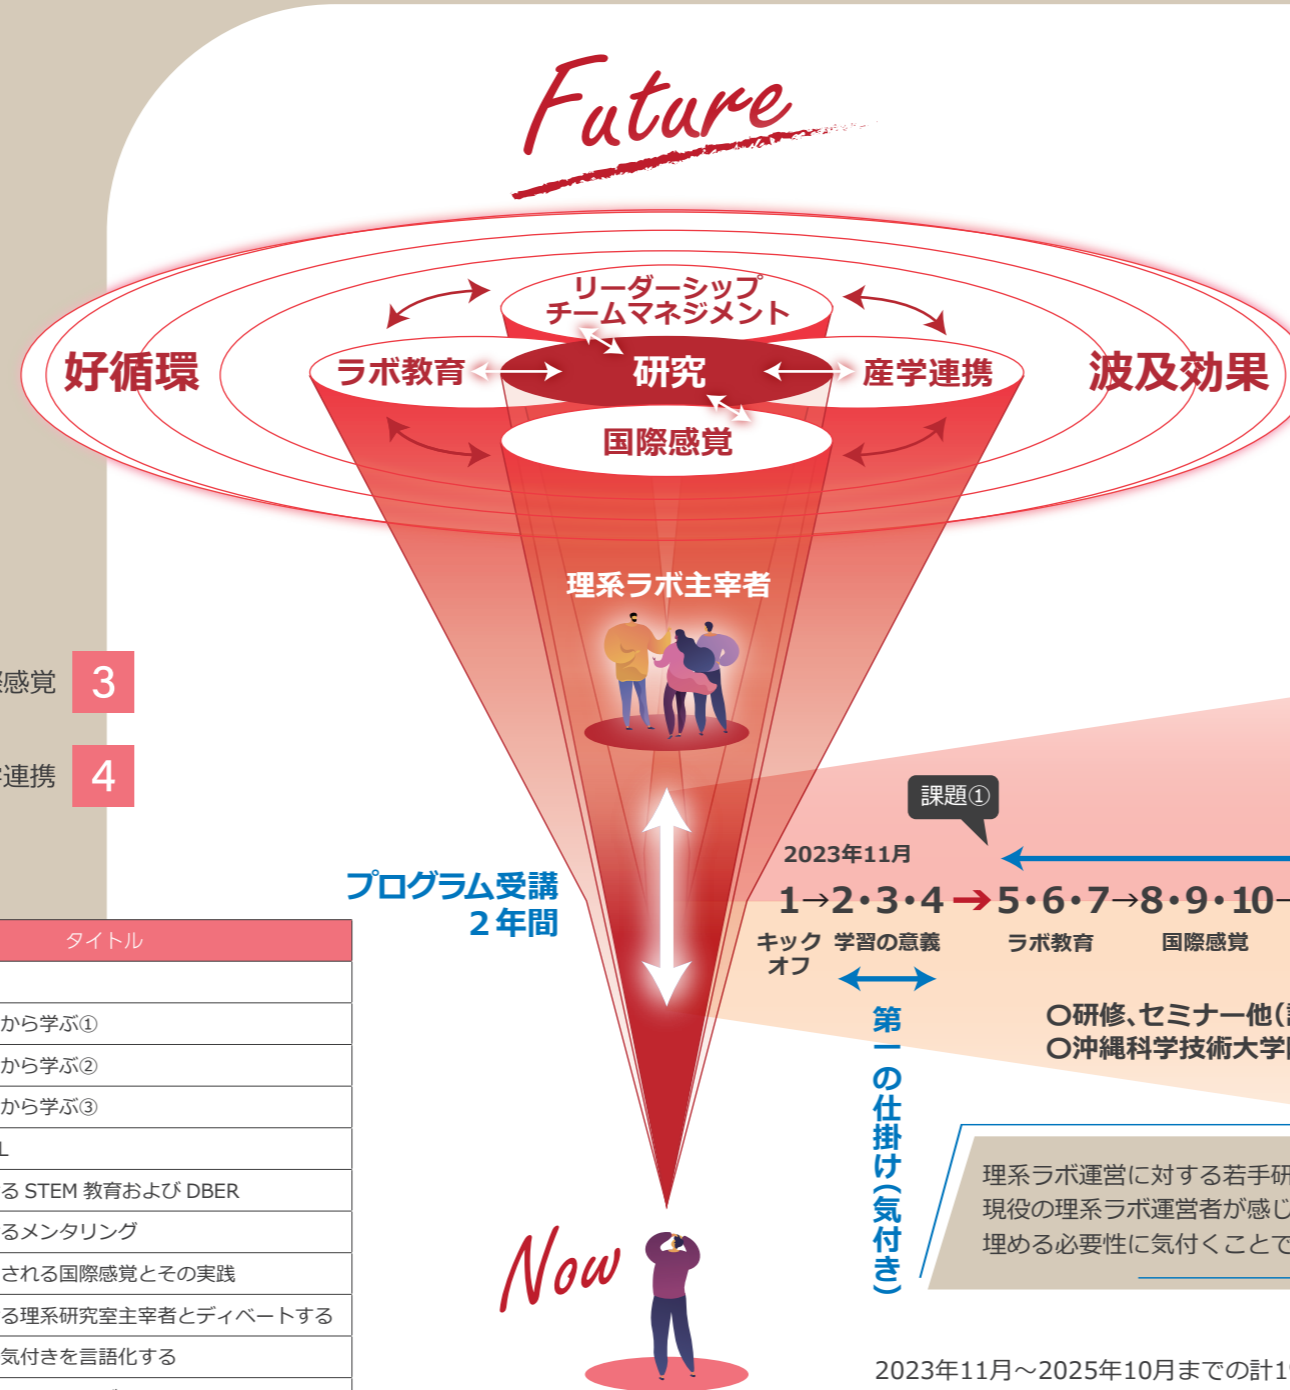 Future
リーダーシップ
チームマネジメント
好循環
ラボ教育
研究
産学連携
波及効果
国際感覚
理系ラボ主宰者
感覚 3
連携 4
プログラム受講
2年間
課題①
2023年11月
1→2・3・4→5・6・7→8・9・10
キック
オフ
学習の意義
ラボ教育
国際感覚
第一の仕掛け（気付き）
〇研修、セミナー他（
〇沖縄科学技術大学
タイトル
から学ぶ①
から学ぶ②
から学ぶ③
L
る STEM 教育および DBER
るメンタリング
される国際感覚とその実践
る理系研究室主宰者とディベートする
気付きを言語化する
理系ラボ運営に対する若手研
現役の理系ラボ運営者が感じ
埋める必要性に気付くことで
Now
2023年11月～2025年10月までの計1